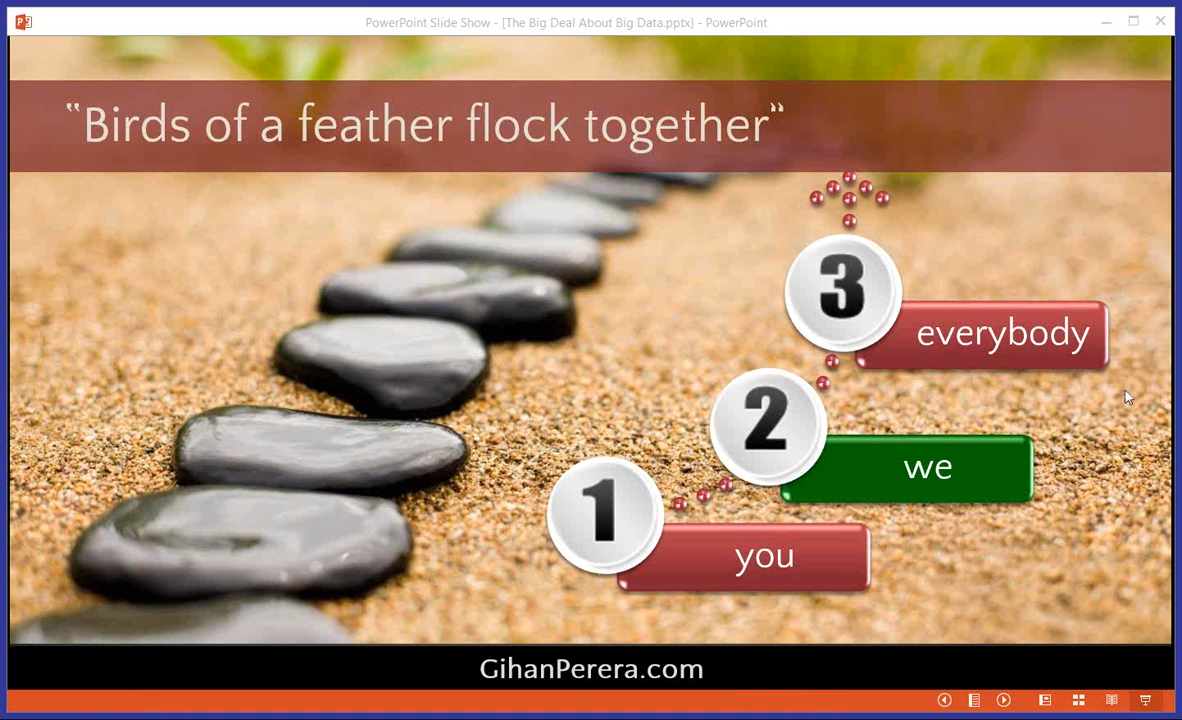 PowerPoint Slide Show - [The Big Deal About Big Data.pptx] - PowerPoint
“Birds of a feather flock together“
3
everybody
2
we
1
you
GihanPerera.com